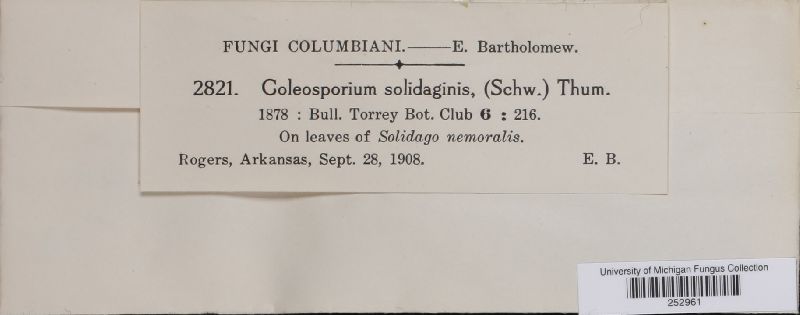 FUNGI COLUMBIANI.——E. Bartholomew.
2821. Coleosporium solidaginis, (Schw.) Thum.
1878 : Bull. Torrey Bot. Club 6 : 216.
On leaves of Solidago nemoralis.
Rogers, Arkansas, Sept. 28, 1908. E. B.
University of Michigan Fungus Collection
252961